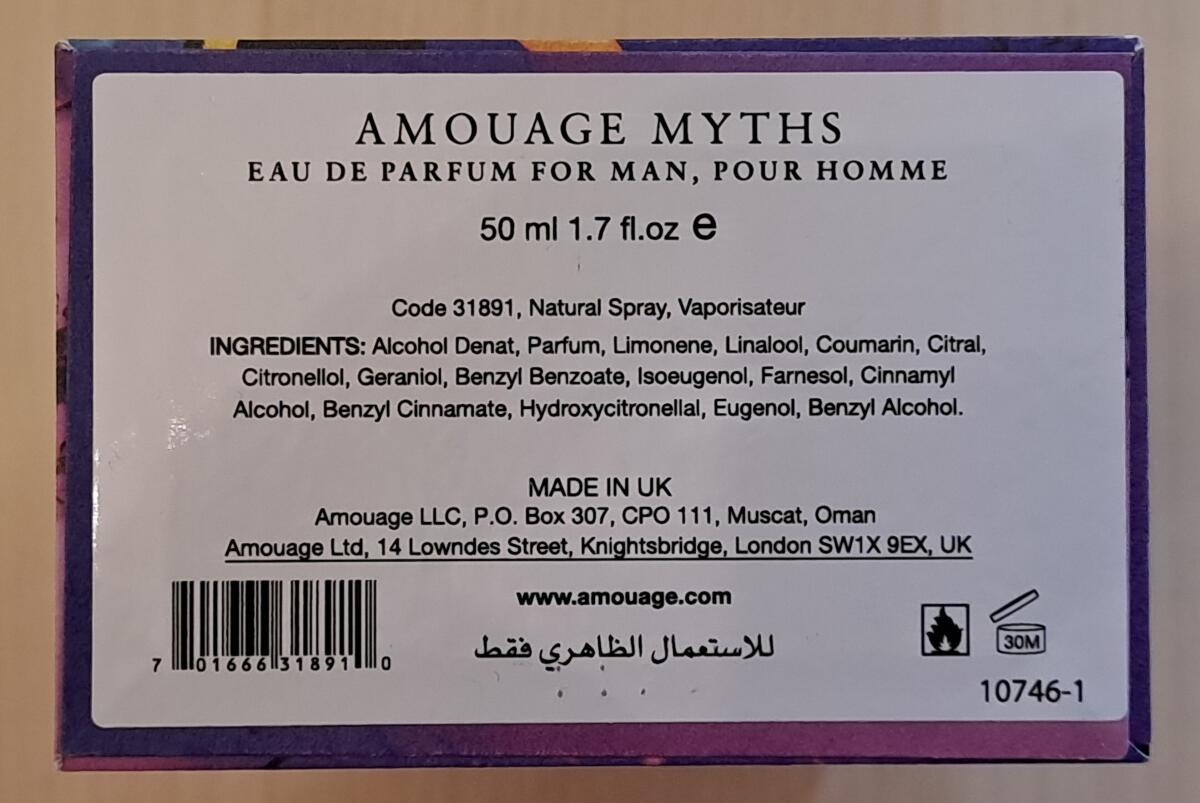 AMOUAGE MYTHS
EAU DE PARFUM FOR MAN, POUR HOMME
50 ml 1.7 fl.oz e
Code 31891, Natural Spray, Vaporisateur
INGREDIENTS: Alcohol Denat, Parfum, Limonene, Linalool, Coumarin, Citral,
Citronellol, Geraniol, Benzyl Benzoate, Isoeugenol, Farnesol, Cinnamyl
Alcohol, Benzyl Cinnamate, Hydroxycitronellal, Eugenol, Benzyl Alcohol.
MADE IN UK
Amouage LLC, P.O. Box 307, CPO 111, Muscat, Oman
Amouage Ltd, 14 Lowndes Street, Knightsbridge, London SW1X 9EX, UK
www.amouage.com
للاستعمال الظاهري فقط
7 01666 31891 0
30M
10746-1